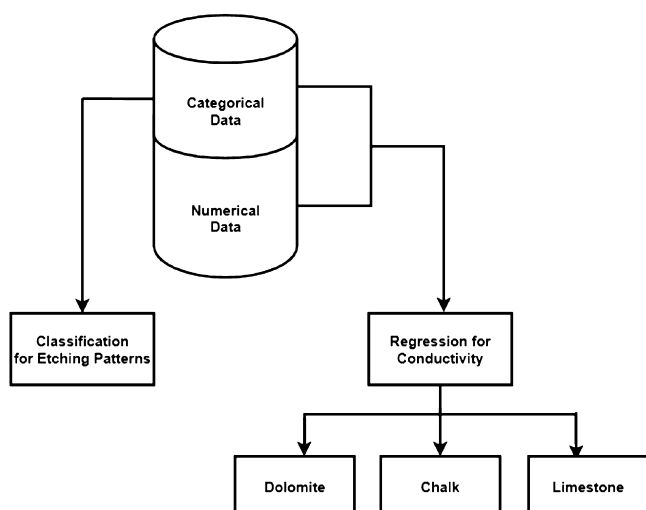 Categorical
Data
Numerical
Data
Classification
for Etching Patterns
Regression for
Conductivity
Dolomite
Chalk
Limestone